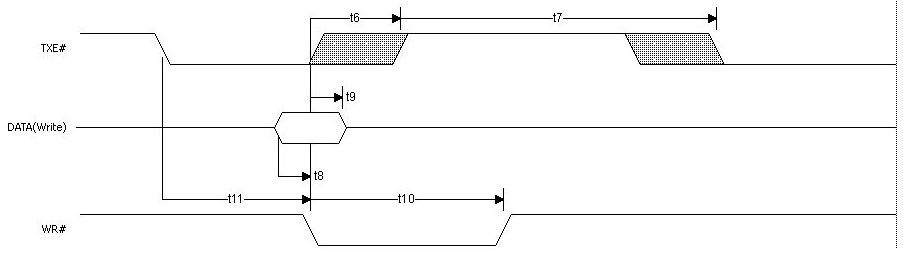 t6
t7
TXE#
t9
DATA(Write)
t8
t11
t10
WR#